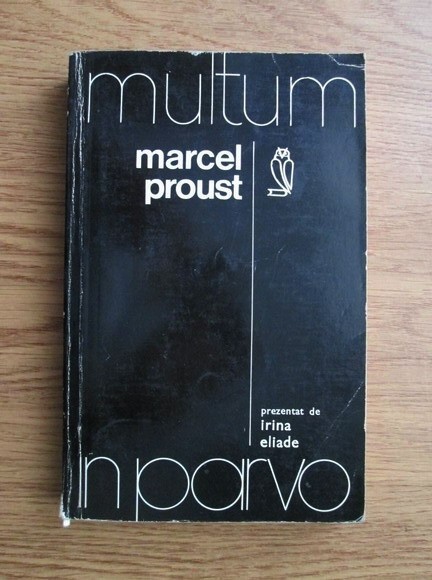 multum
marcel
proust
prezentat de
irina
eliade
in parvo